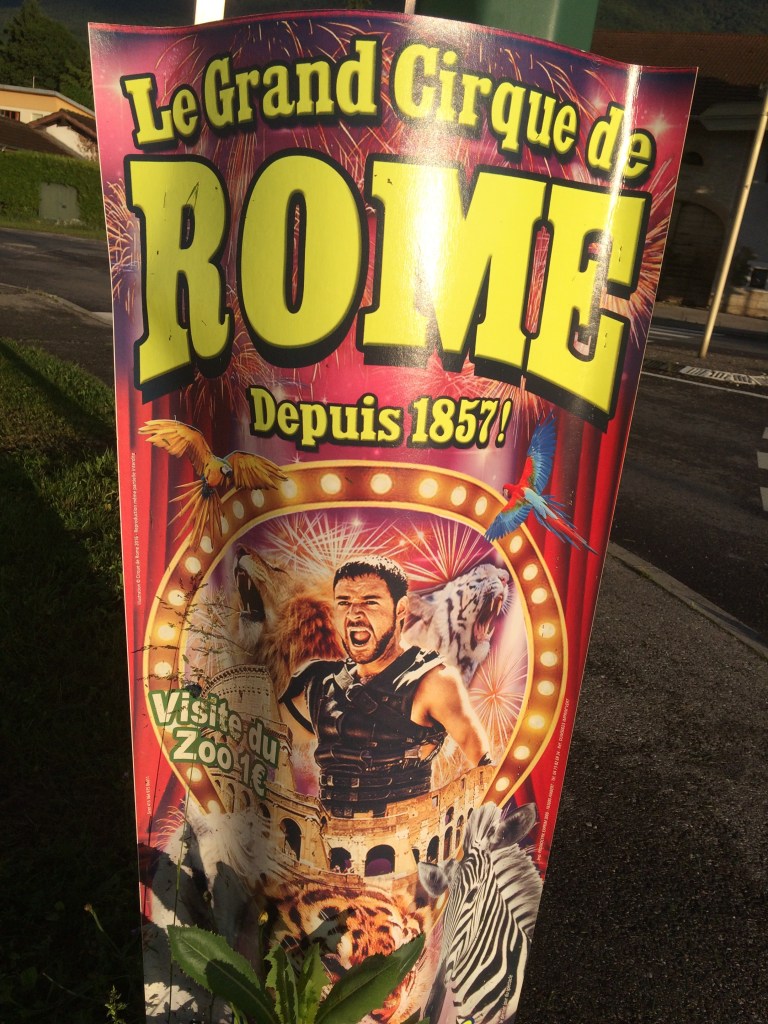 Le Grand Cirque de
ROME
Depuis 1857!
Visite du
Zoo 1€